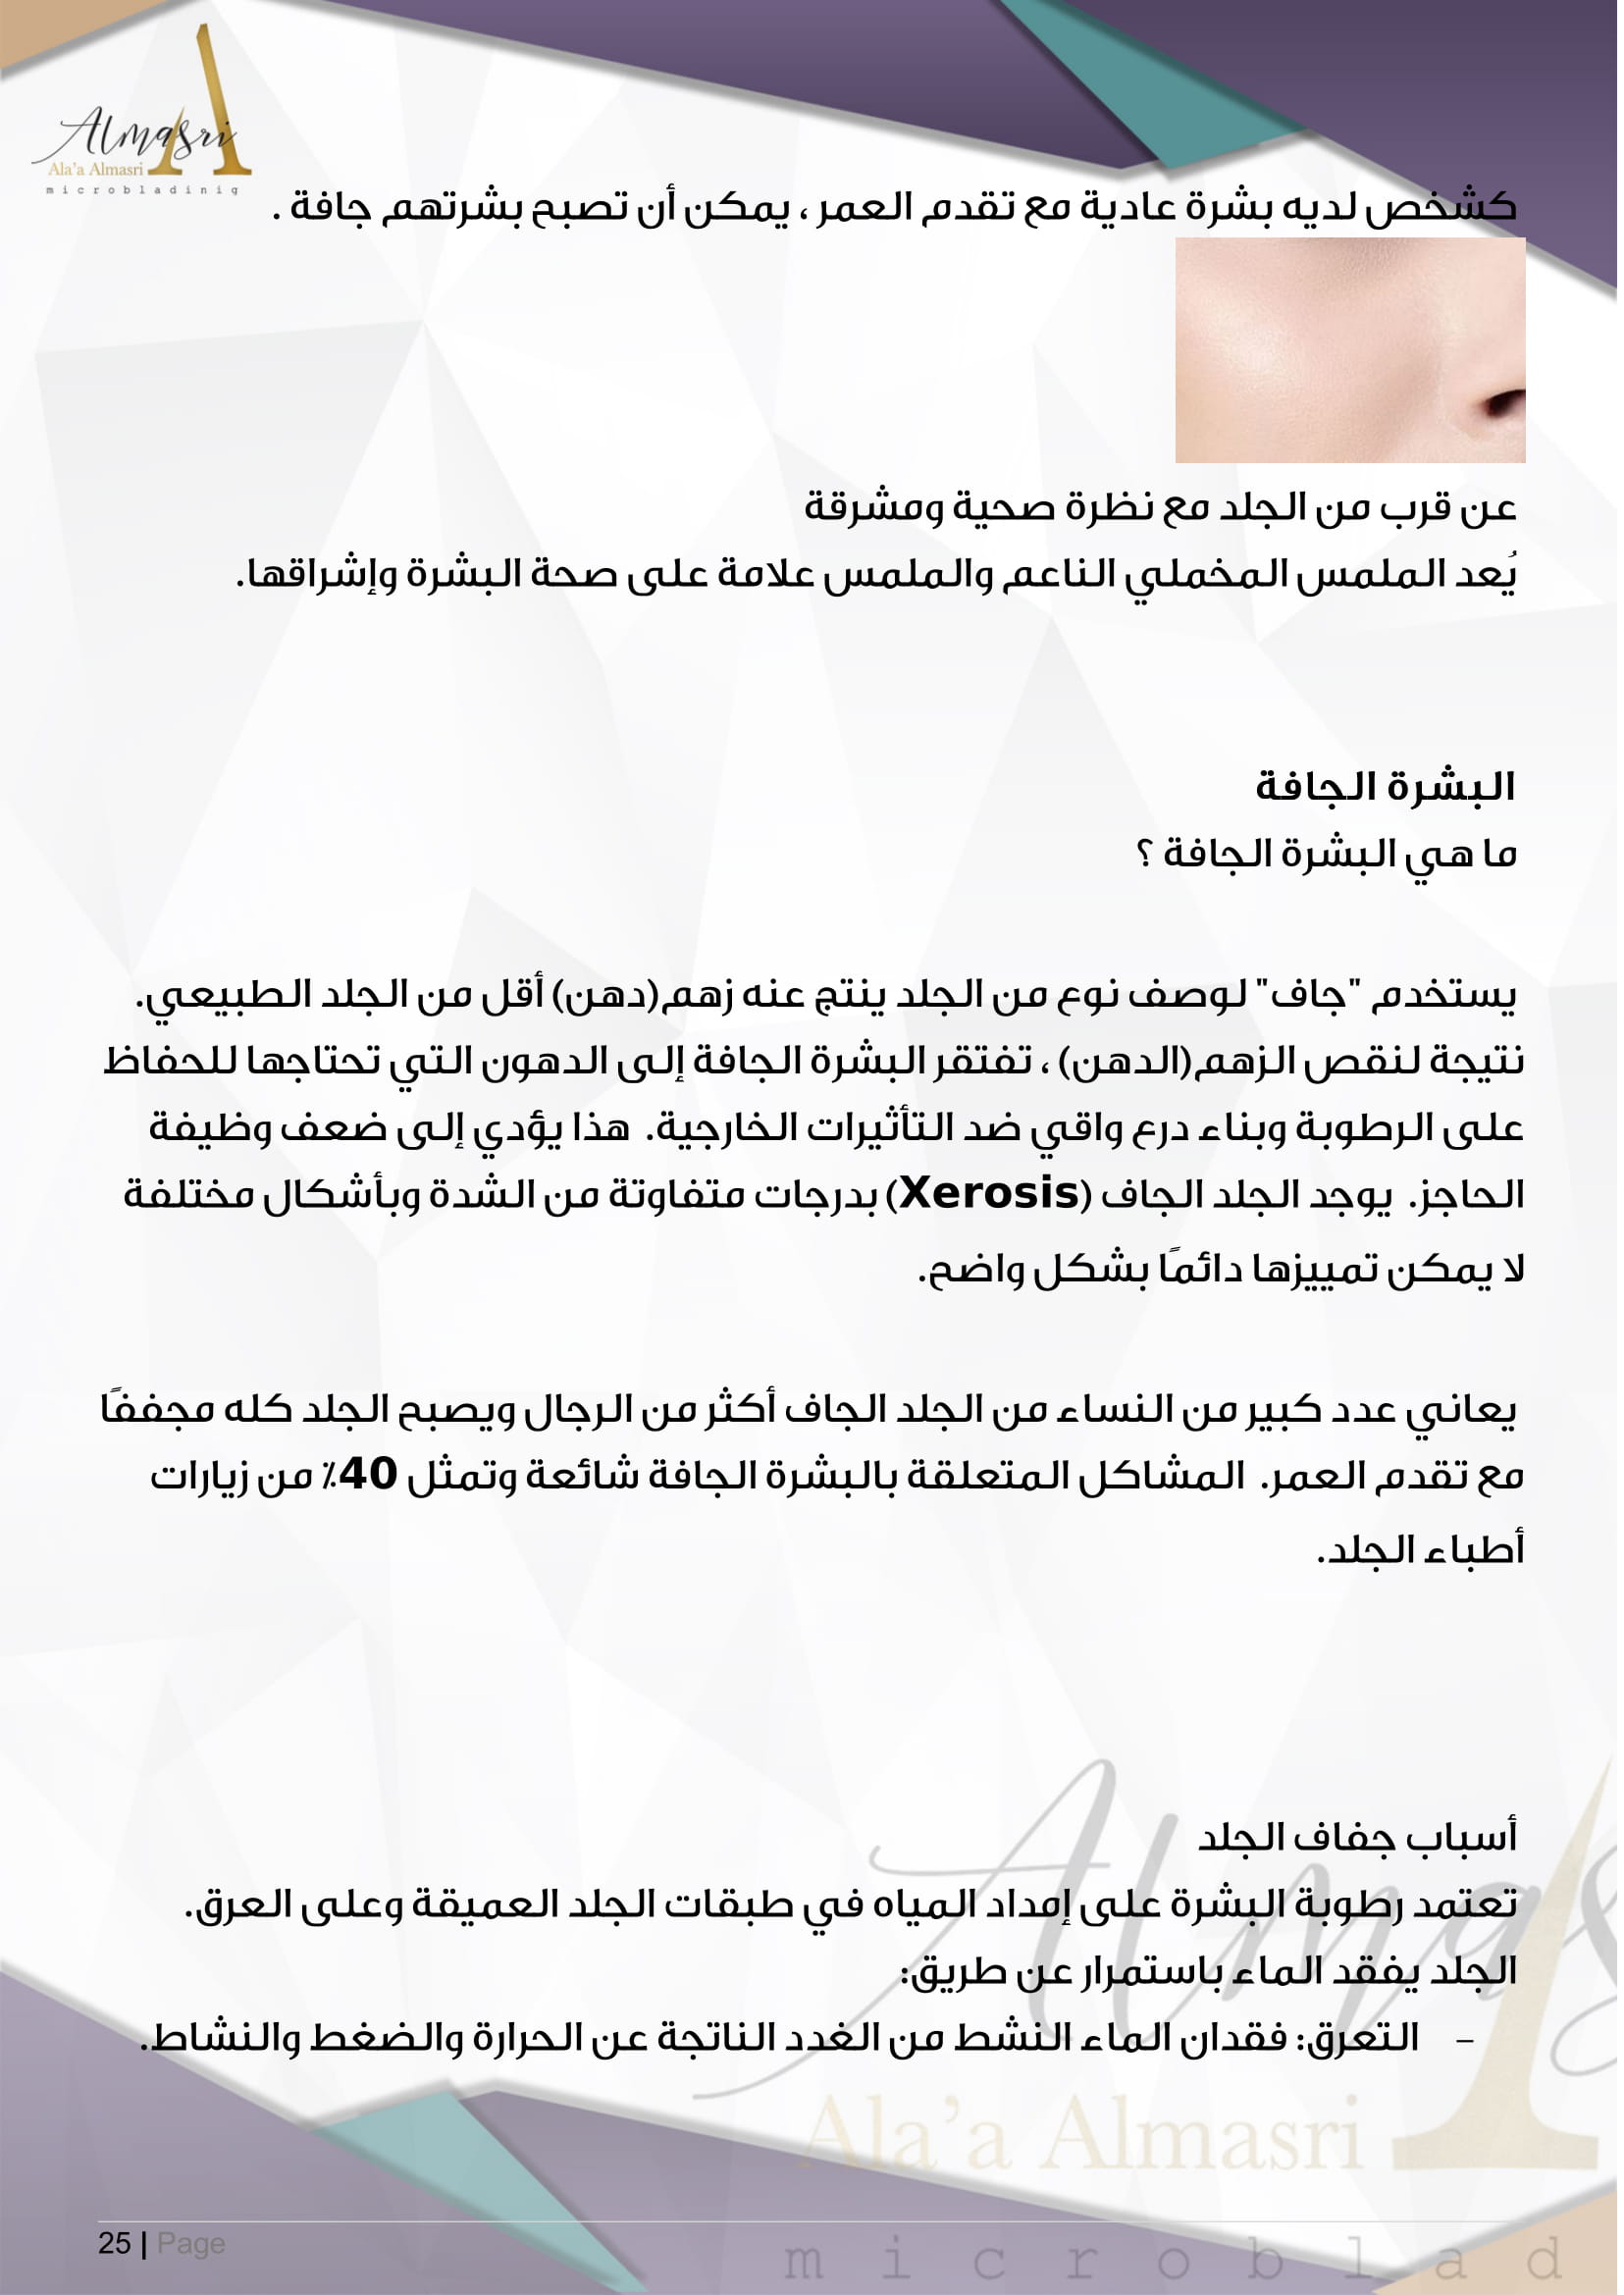 Almasri
Ala'a Almasri
microbladinig
كشخص لديه بشرة عادية مع تقدم العمر ، يمكن أن تصبح بشرتهم جافة .
عن قرب من الجلد مع نظرة صحية ومشرقة
يُعد الملمس المخملي الناعم والملمس علامة على صحة البشرة وإشراقها.
البشرة الجافة
ما هي البشرة الجافة ؟
يستخدم "جاف" لوصف نوع من الجلد ينتج عنه زهم(دهن) أقل من الجلد الطبيعي.
نتيجة لنقص الزهم(الدهن) ، تفتقر البشرة الجافة إلى الدهون التي تحتاجها للحفاظ
على الرطوبة وبناء درع واقي ضد التأثيرات الخارجية. هذا يؤدي إلى ضعف وظيفة
الحاجز. يوجد الجلد الجاف (Xerosis) بدرجات متفاوتة من الشدة وبأشكال مختلفة
لا يمكن تمييزها دائمًا بشكل واضح.
يعاني عدد كبير من النساء من الجلد الجاف أكثر من الرجال ويصبح الجلد كله مجففًا
مع تقدم العمر. المشاكل المتعلقة بالبشرة الجافة شائعة وتمثل 40٪ من زيارات
أطباء الجلد.
أسباب جفاف الجلد
تعتمد رطوبة البشرة على إمداد المياه في طبقات الجلد العميقة وعلى العرق.
الجلد يفقد الماء باستمرار عن طريق:
- التعرق: فقدان الماء النشط من الغدد الناتجة عن الحرارة والضغط والنشاط.
Almas
Ala'a Almasri
microblad
25 | Page